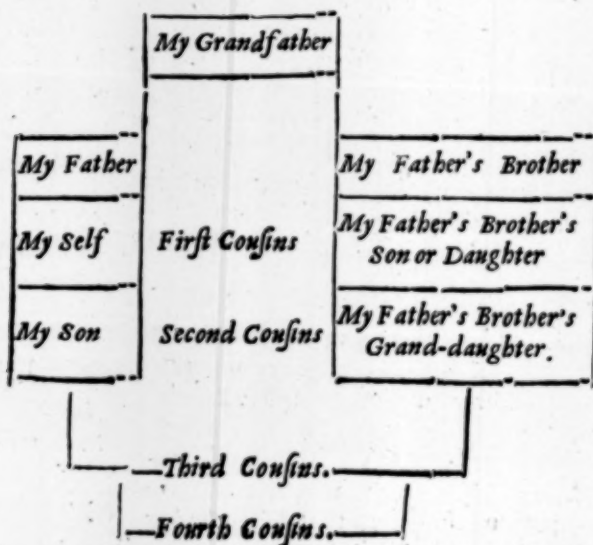 My Grandfather
My Father
My Father's Brother
My Self
Firſt Couſins
My Father's Brother's
Son or Daughter
My Son
Second Couſins
My Father's Brother's
Grand-daughter.
Third Couſins.
Fourth Couſins.